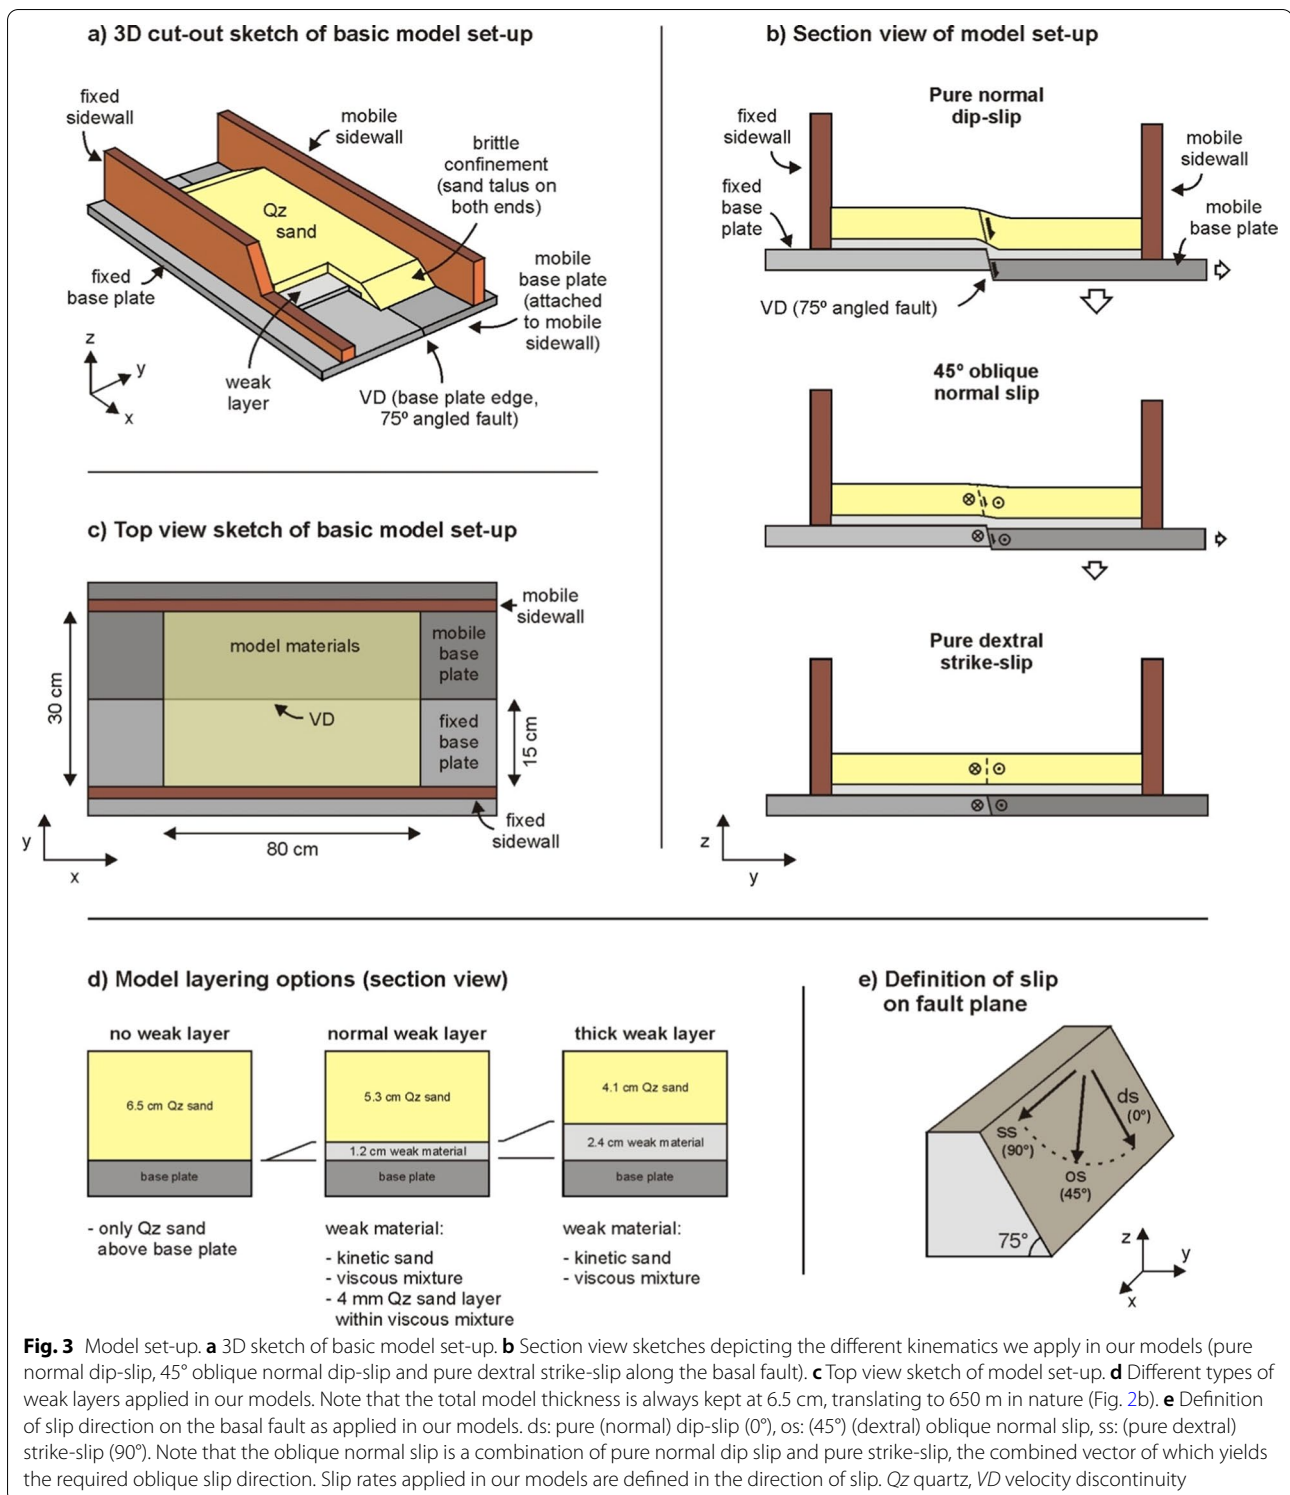 a) 3D cut-out sketch of basic model set-up
fixed
sidewall
mobile
sidewall
brittle
confinement
(sand talus on
both ends)
Qz
sand
fixed
base plate
mobile
base plate
(attached
to mobile
sidewall)
weak
layer
VD (base plate edge,
75º angled fault)
z
y
x
b) Section view of model set-up
Pure normal
dip-slip
fixed
sidewall
mobile
sidewall
fixed
base
plate
mobile
base plate
VD (75º angled fault)
45º oblique
normal slip
Pure dextral
strike-slip
z
y
c) Top view sketch of basic model set-up
mobile
sidewall
model materials
mobile
base
plate
30 cm
VD
fixed
base
plate
15 cm
fixed
sidewall
80 cm
y
x
d) Model layering options (section view)
no weak layer
normal weak layer
thick weak layer
6.5 cm Qz sand
base plate
5.3 cm Qz sand
1.2 cm weak material
base plate
4.1 cm Qz sand
2.4 cm weak material
base plate
- only Qz sand
above base plate
weak material:
- kinetic sand
- viscous mixture
- 4 mm Qz sand layer
within viscous mixture
weak material:
- kinetic sand
- viscous mixture
e) Definition of slip
on fault plane
ds
(0°)
ss
(90°)
os
(45°)
75°
z
y
x
Fig. 3 Model set-up. a 3D sketch of basic model set-up. b Section view sketches depicting the different kinematics we apply in our models (pure
normal dip-slip, 45° oblique normal dip-slip and pure dextral strike-slip along the basal fault). c Top view sketch of model set-up. d Different types of
weak layers applied in our models. Note that the total model thickness is always kept at 6.5 cm, translating to 650 m in nature (Fig. 2b). e Definition
of slip direction on the basal fault as applied in our models. ds: pure (normal) dip-slip (0°), os: (45°) (dextral) oblique normal slip, ss: (pure dextral)
strike-slip (90°). Note that the oblique normal slip is a combination of pure normal dip slip and pure strike-slip, the combined vector of which yields
the required oblique slip direction. Slip rates applied in our models are defined in the direction of slip. Qz quartz, VD velocity discontinuity